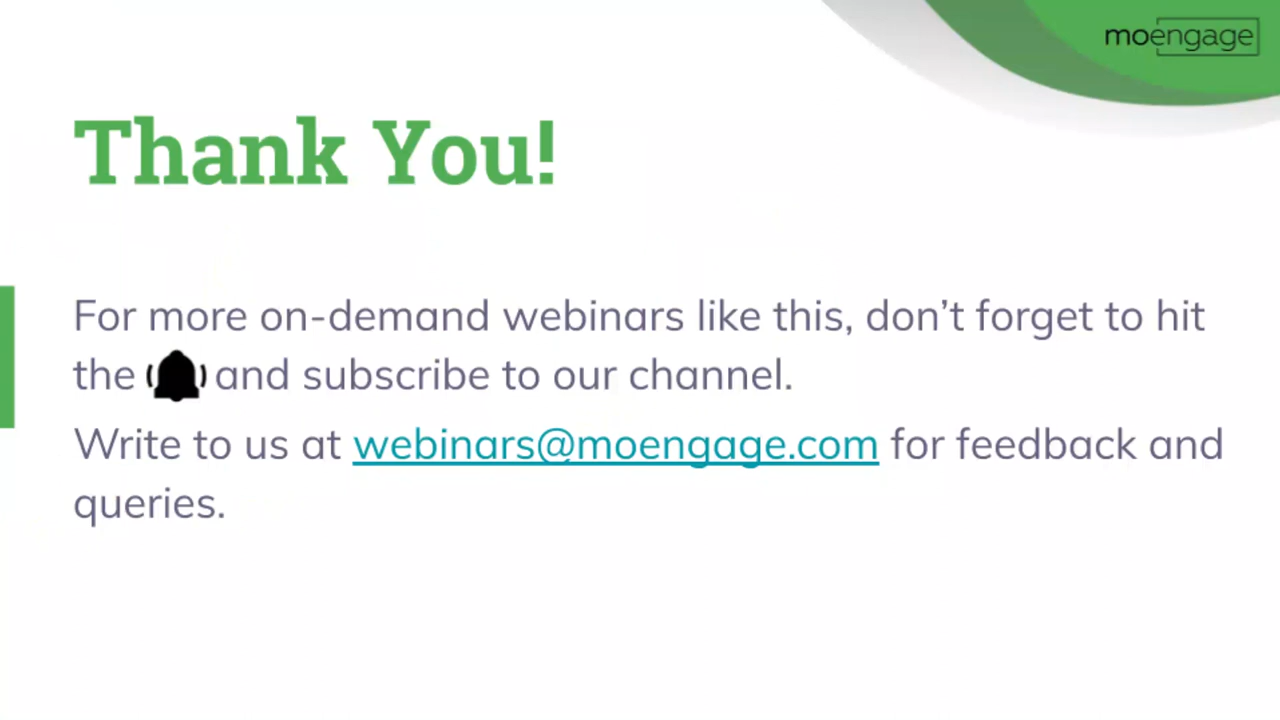 moengage
Thank You!
For more on-demand webinars like this, don’t forget to hit
the and subscribe to our channel.
Write to us at webinars@moengage.com for feedback and
queries.